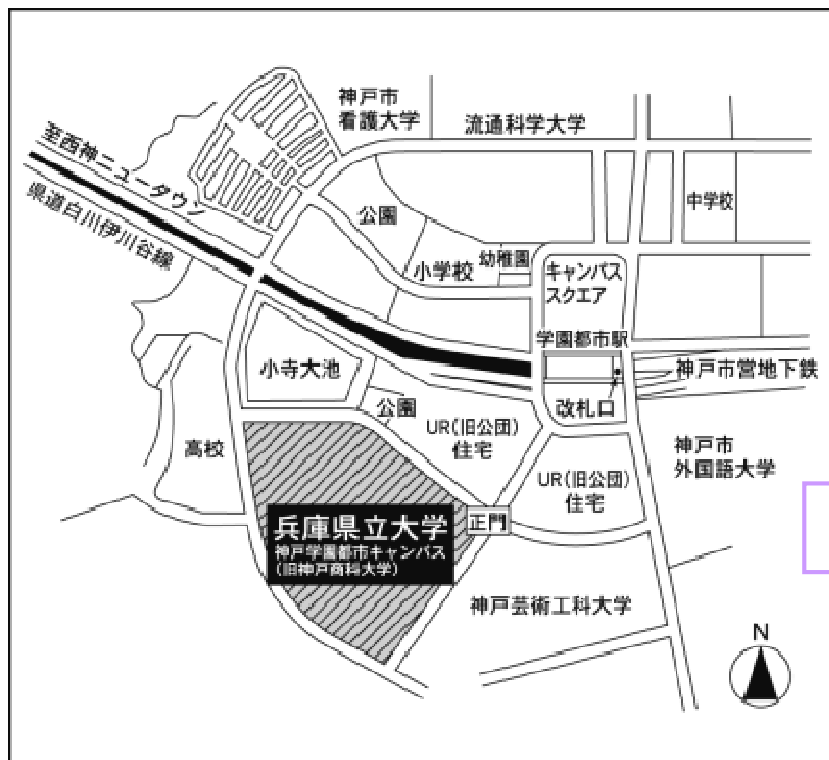 神戸市
看護大学
流通科学大学
至西神ニュータウン
県道白川伊川谷線
中学校
公園
小学校
幼稚園
キャンパス
スクエア
学園都市駅
神戸市営地下鉄
改札口
小寺大池
公園
高校
UR(旧公団)
住宅
神戸市
外国語大学
UR(旧公団)
住宅
正門
兵庫県立大学
神戸学園都市キャンパス
(旧神戸商科大学)
神戸芸術工科大学
N